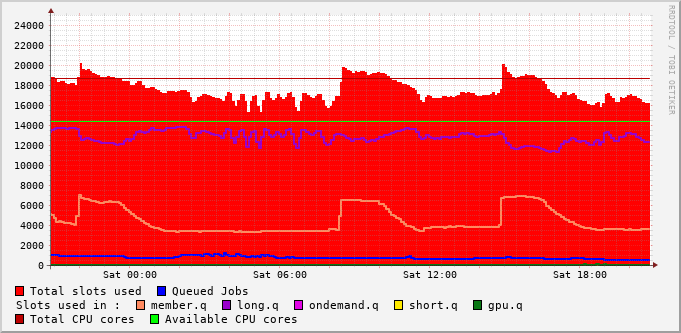 24000
22000
20000
18000
16000
14000
12000
10000
8000
6000
4000
2000
0
Sat 00:00 Sat 06:00 Sat 12:00 Sat 18:00
RRDTOOL / TOBI OETIKER
Total slots used Queued Jobs
Slots used in : member.q long.q ondemand.q short.q gpu.q
Total CPU cores Available CPU cores